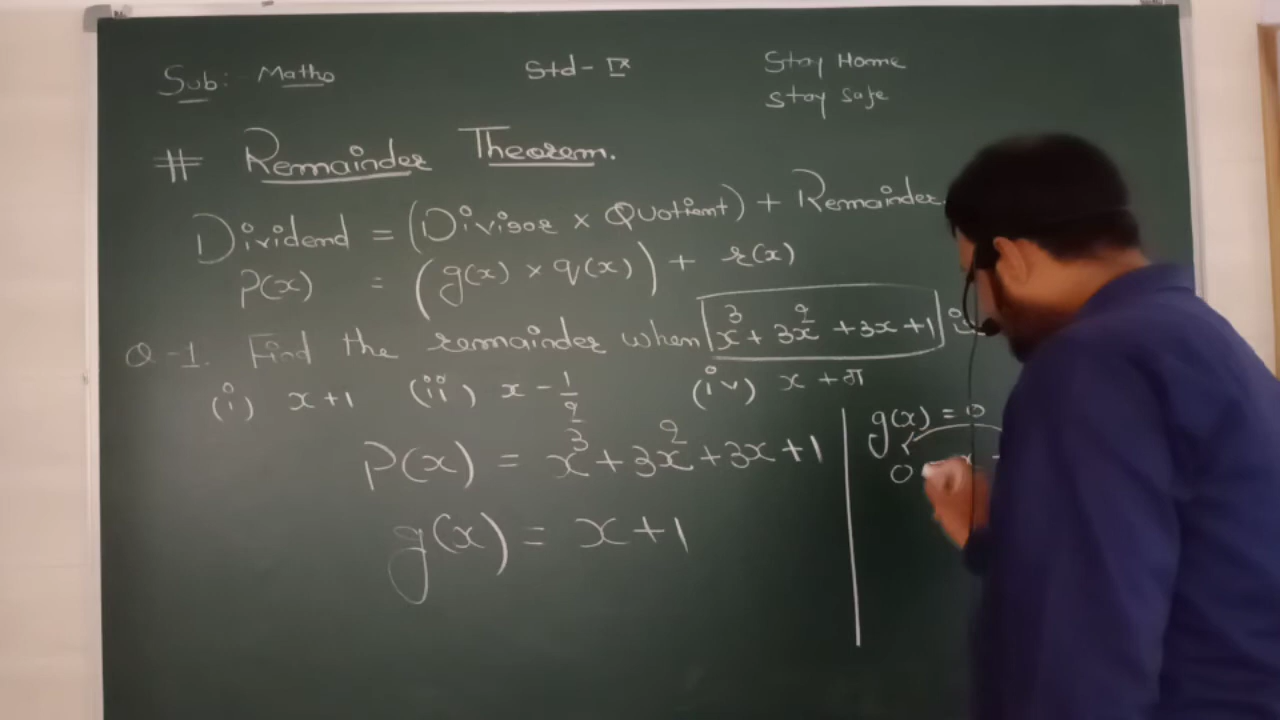 Sub: Maths Std - IX Stay Home
Stay safe
# Remainder Theorem.
Dividend = (Divisor × Quotient) + Remainder.
P(x) = (g(x) × q(x)) + r(x)
Q-1. Find the remainder when x³ + 3x² + 3x + 1
(i) x + 1 (ii) x - 1/2 (iv) x + π
P(x) = x³ + 3x² + 3x + 1
g(x) = x + 1
g(x) = 0
0